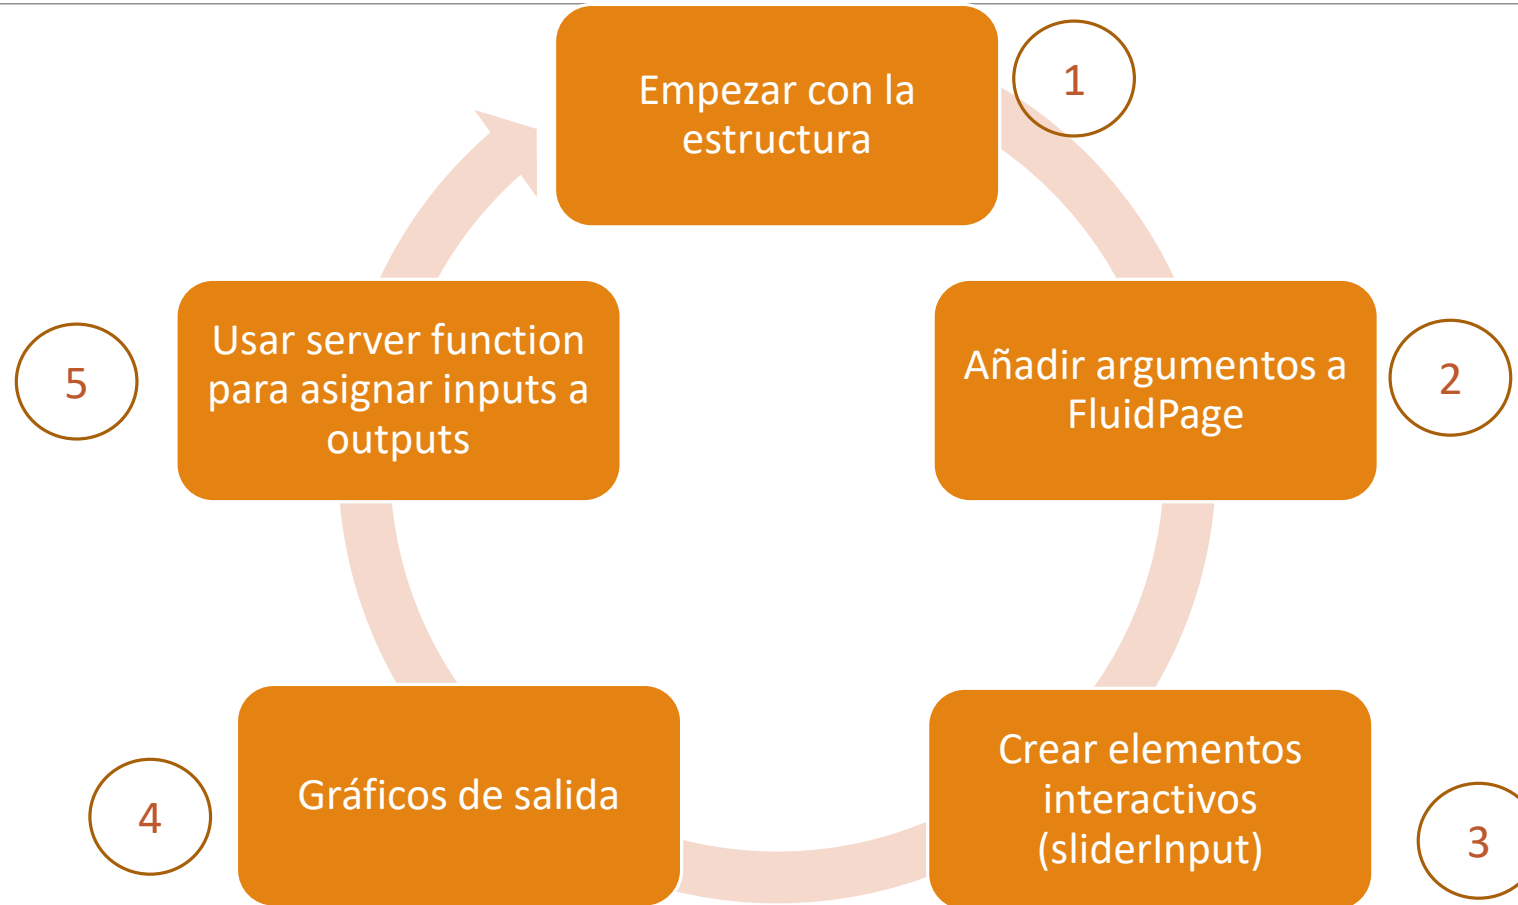 Empezar con la
estructura
1
Añadir argumentos a
FluidPage
2
Crear elementos
interactivos
(sliderInput)
3
Gráficos de salida
4
Usar server function
para asignar inputs a
outputs
5